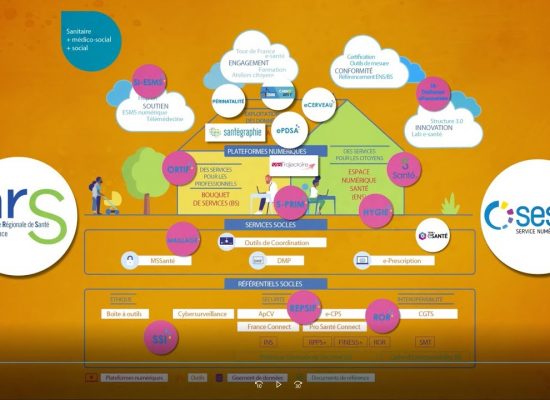 Sanitaire
+ médico-social
+ social
Tour de France
e-santé
ENGAGEMENT
Formation
Ateliers citoyens
Certification
Outils de mesure
CONFORMITÉ
Référencement ENS/BS
SI-ESMS
SOUTIEN
ESMS numérique
Télémédecine
Structure 3.0
INNOVATION
Lab e-santé
PÉRINATALITÉ
eCERVEAU
santégraphie
ePDSA
PLATEFORMES NUMÉRIQUES
ORTIF
DES SERVICES
POUR LES
PROFESSIONNELS
BOUQUET
DE SERVICES (BS)
Trajectoire
DES SERVICES
POUR LES CITOYENS
ESPACE
NUMÉRIQUE
SANTÉ
(ENS)
Santé
S-PRIM
HYGIE
ars
Régionale de Santé
ses
SERVICE NUMÉR
SERVICES SOCLES
Outils de Coordination
MSSanté
DMP
e-Prescription
RÉFÉRENTIELS SOCLES
ETHIQUE
SÉCURITÉ
INTEROPÉRABILITÉ
Boîte à outils
Cybersurveillance
ApCV
REPSIF
e-CPS
ROR
CGTS
France Connect
Pro Santé Connect
SSI
INS
RPPS+
FINESS+
ROR
SMT
Plateformes numériques
Outils
Gisement de données
Documents de référence